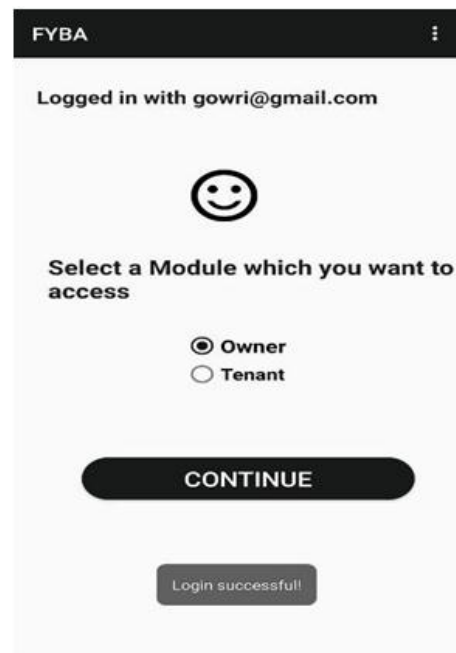 FYBA
Logged in with gowri@gmail.com
Select a Module which you want to
access
Owner
Tenant
CONTINUE
Login successful!